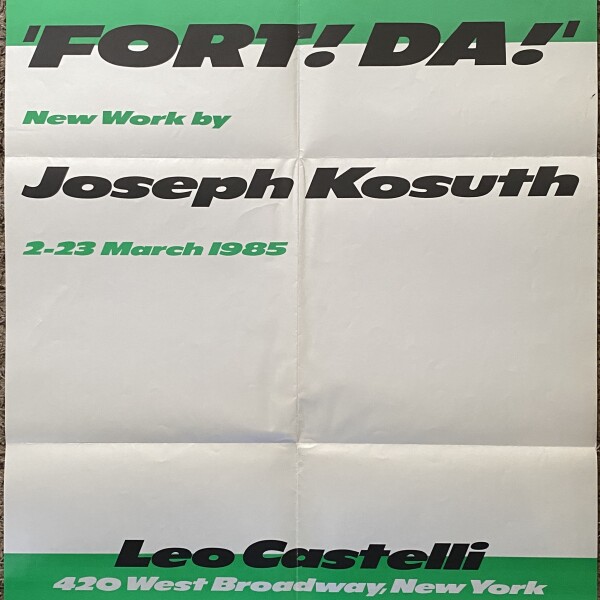 'FORT! DA!'
New Work by
Joseph Kosuth
2-23 March 1985
Leo Castelli
420 West Broadway, New York